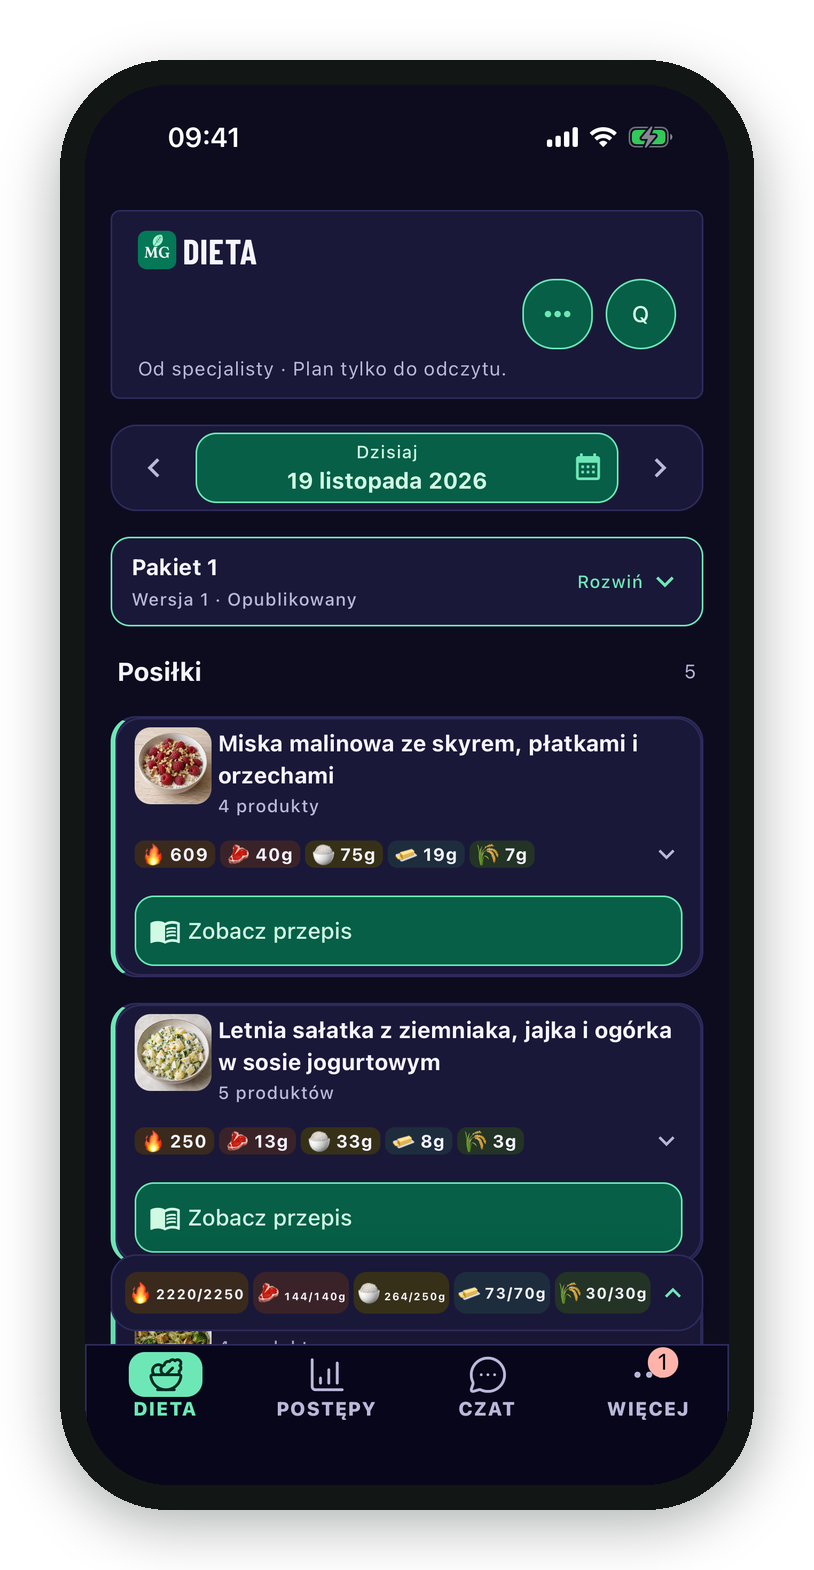 09:41
MG DIETA
Q
Od specjalisty · Plan tylko do odczytu.
Dzisiaj
19 listopada 2026
Pakiet 1
Wersja 1 · Opublikowany
Rozwiń
Posiłki
5
Miska malinowa ze skyrem, płatkami i
orzechami
4 produkty
609 40g 75g 19g 7g
Zobacz przepis
Letnia sałatka z ziemniaka, jajka i ogórka
w sosie jogurtowym
5 produktów
250 13g 33g 8g 3g
Zobacz przepis
2220/2250 144/140g 264/250g 73/70g 30/30g
1
DIETA POSTĘPY CZAT WIĘCEJ